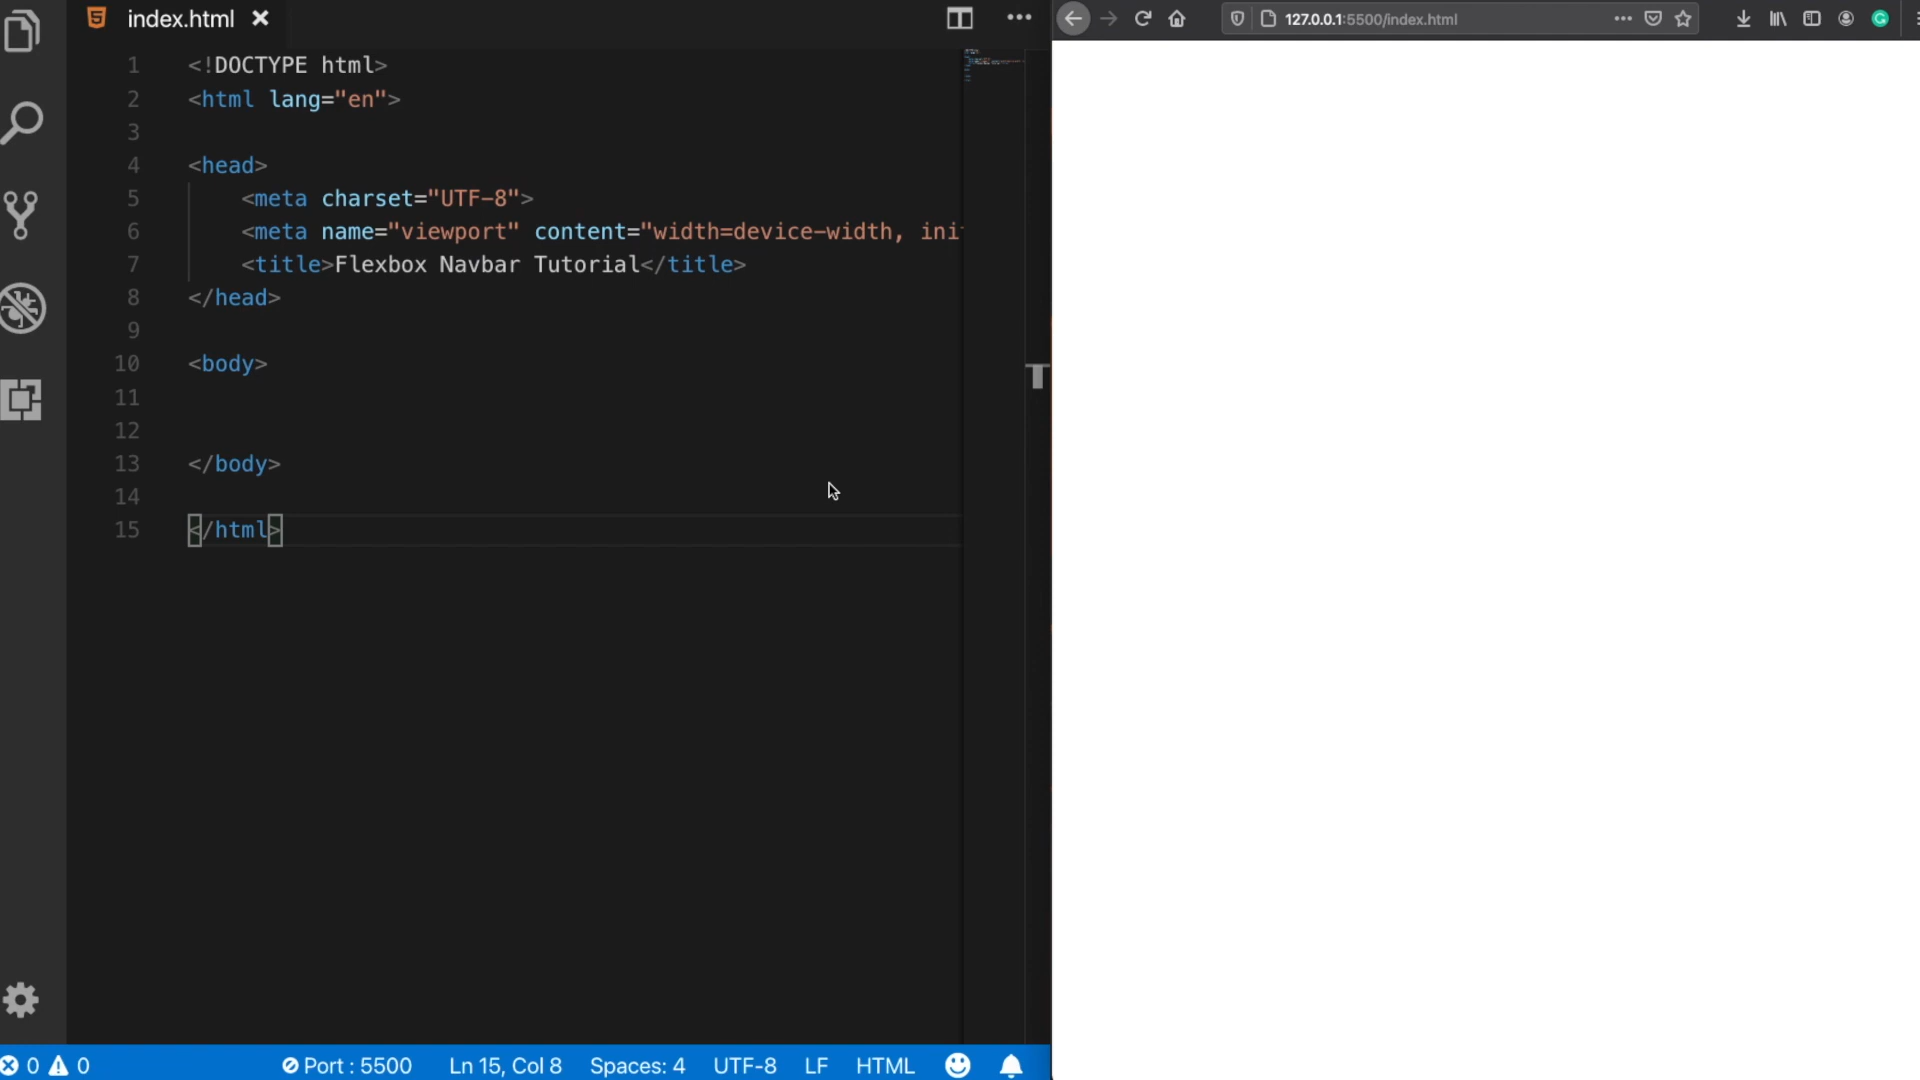 index.html
127.0.0.1:5500/index.html
1 <!DOCTYPE html>
2 <html lang="en">
3
4 <head>
5 <meta charset="UTF-8">
6 <meta name="viewport" content="width=device-width, ini
7 <title>Flexbox Navbar Tutorial</title>
8 </head>
9
10 <body>
11
12
13 </body>
14
15 </html>
0 0 Port : 5500 Ln 15, Col 8 Spaces: 4 UTF-8 LF HTML